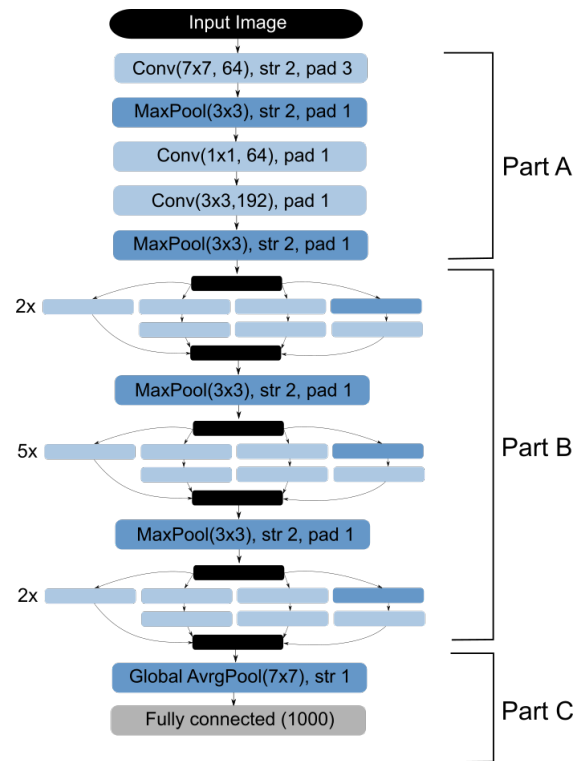 Input Image
Conv(7x7, 64), str 2, pad 3
MaxPool(3x3), str 2, pad 1
Conv(1x1, 64), pad 1
Conv(3x3,192), pad 1
MaxPool(3x3), str 2, pad 1
Part A
2x
MaxPool(3x3), str 2, pad 1
5x
Part B
MaxPool(3x3), str 2, pad 1
2x
Global AvrgPool(7x7), str 1
Fully connected (1000)
Part C